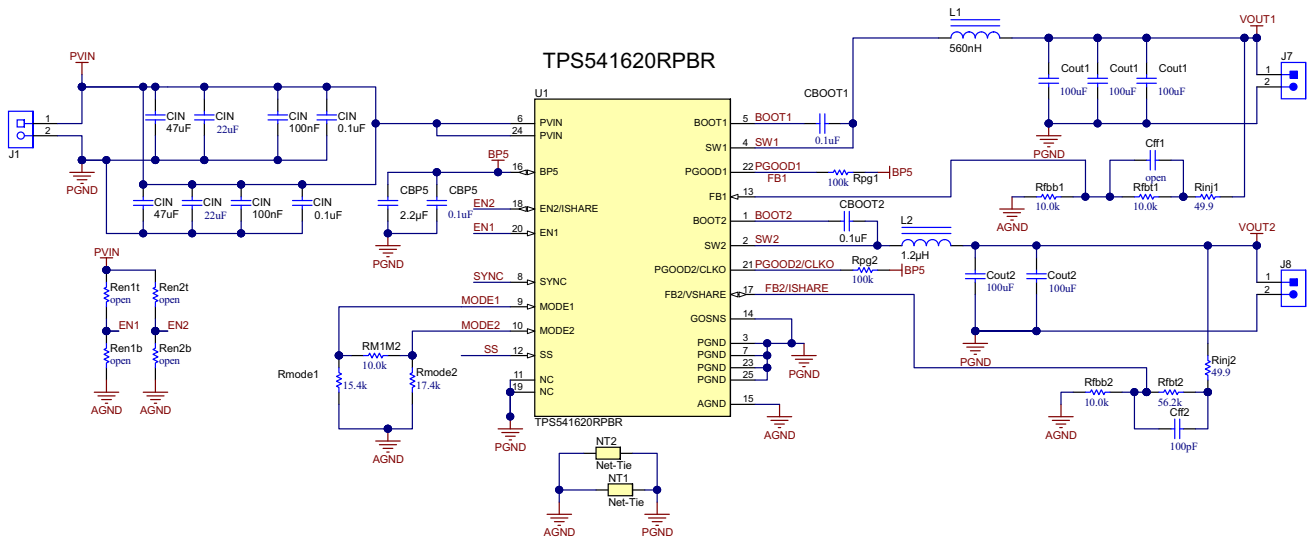 TPS541620RPBR
PVIN
J1
1
2
PGND
CIN
47uF
CIN
22uF
CIN
100nF
CIN
0.1uF
CIN
47uF
CIN
22uF
CIN
100nF
CIN
0.1uF
PVIN
Ren1t
open
Ren2t
open
EN1
EN2
Ren1b
open
Ren2b
open
AGND
AGND
BP5
CBP5
2.2µF
CBP5
0.1uF
PGND
EN2
EN1
SYNC
MODE1
MODE2
SS
RM1M2
10.0k
Rmode1
15.4k
Rmode2
17.4k
AGND
PGND
U1
6 PVIN
24 PVIN
16 BP5
18 EN2/ISHARE
20 EN1
8 SYNC
9 MODE1
10 MODE2
12 SS
11 NC
19 NC
BOOT1 5
SW1 4
PGOOD1 22
FB1 13
BOOT2 1
SW2 2
PGOOD2/CLKO 21
FB2/VSHARE 17
GOSNS 14
PGND 3
PGND 7
PGND 23
PGND 25
AGND 15
TPS541620RPBR
BOOT1
SW1
PGOOD1
FB1
BOOT2
SW2
PGOOD2/CLKO
FB2/ISHARE
CBOOT1
0.1uF
Rpg1
100k
BP5
CBOOT2
0.1uF
Rpg2
100k
BP5
PGND
AGND
L1
560nH
VOUT1
Cout1
100uF
Cout1
100uF
Cout1
100uF
PGND
J7
1
2
Cff1
open
Rfbb1
10.0k
Rfbt1
10.0k
Rinj1
49.9
AGND
L2
1.2µH
VOUT2
Cout2
100uF
Cout2
100uF
PGND
J8
1
2
Rinj2
49.9
Rfbb2
10.0k
Rfbt2
56.2k
Cff2
100pF
AGND
NT2
Net-Tie
NT1
Net-Tie
AGND
PGND